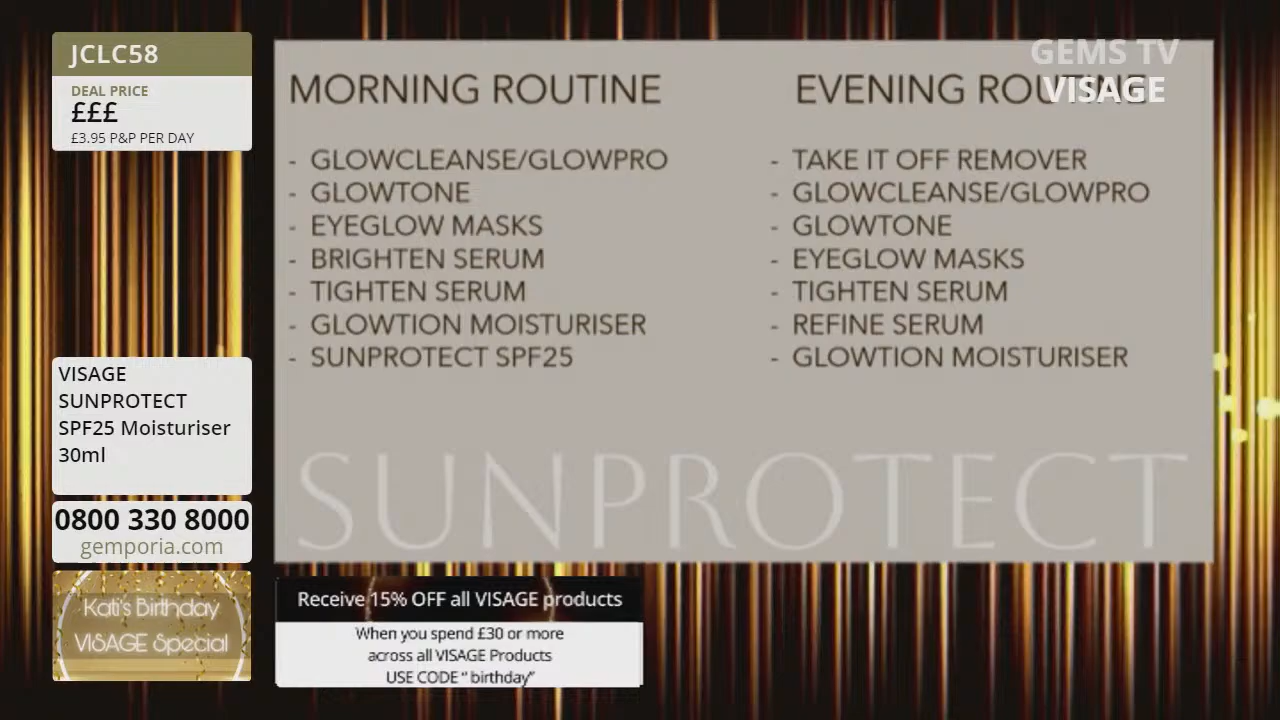 JCLC58
DEAL PRICE
£££
£3.95 P&P PER DAY
VISAGE
SUNPROTECT
SPF25 Moisturiser
30ml
0800 330 8000
gemporia.com
Kati's Birthday
VISAGE Special
GEMS TV
VISAGE
MORNING ROUTINE
- GLOWCLEANSE/GLOWPRO
- GLOWTONE
- EYEGLOW MASKS
- BRIGHTEN SERUM
- TIGHTEN SERUM
- GLOWTION MOISTURISER
- SUNPROTECT SPF25
EVENING ROUTINE
- TAKE IT OFF REMOVER
- GLOWCLEANSE/GLOWPRO
- GLOWTONE
- EYEGLOW MASKS
- TIGHTEN SERUM
- REFINE SERUM
- GLOWTION MOISTURISER
SUNPROTECT
Receive 15% OFF all VISAGE products
When you spend £30 or more
across all VISAGE Products
USE CODE " birthday"